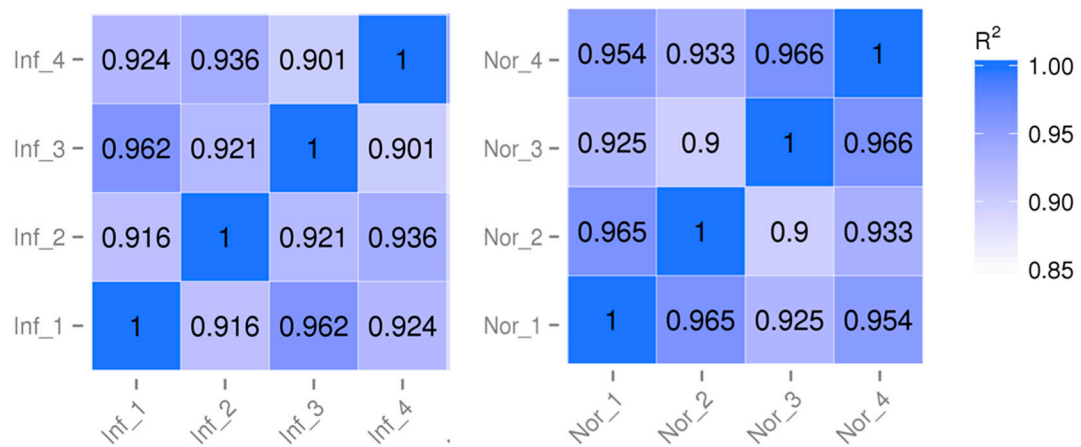 Inf_4 0.924 0.936 0.901 1
Inf_3 0.962 0.921 1 0.901
Inf_2 0.916 1 0.921 0.936
Inf_1 1 0.916 0.962 0.924
Inf_1 Inf_2 Inf_3 Inf_4
Nor_4 0.954 0.933 0.966 1
Nor_3 0.925 0.9 1 0.966
Nor_2 0.965 1 0.9 0.933
Nor_1 1 0.965 0.925 0.954
Nor_1 Nor_2 Nor_3 Nor_4
R²
1.00
0.95
0.90
0.85